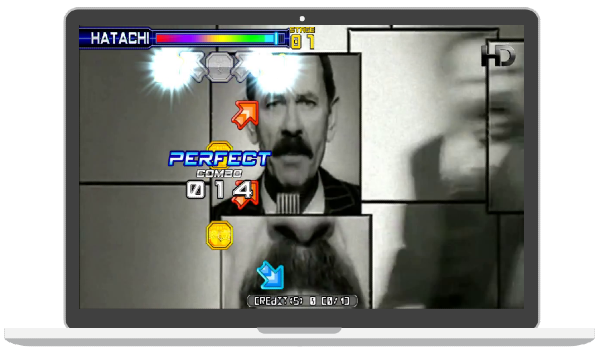 HATACHI
STAGE
01
HD
PERFECT
COMBO
014
CREDIT(S) 0 [0/1]